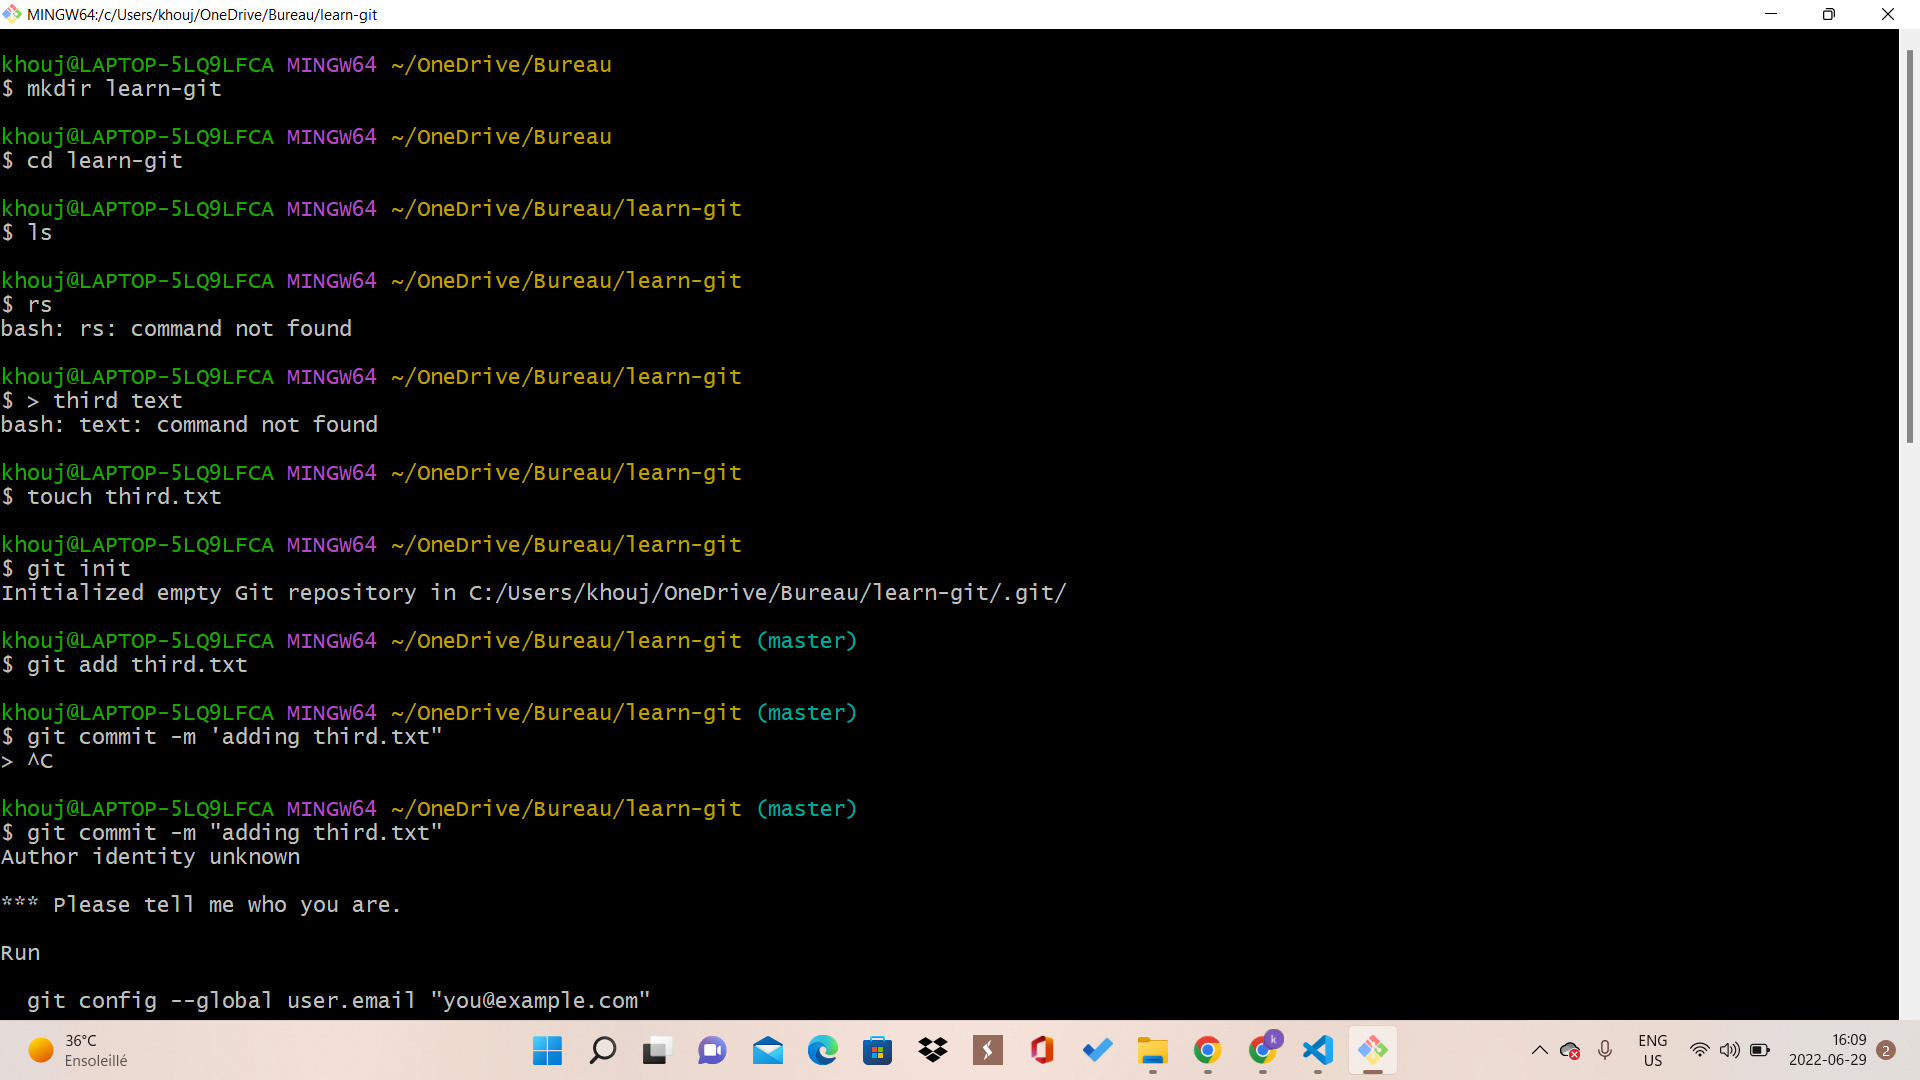 MINGW64:/c/Users/khouj/OneDrive/Bureau/learn-git
khouj@LAPTOP-5LQ9LFCA MINGW64 ~/OneDrive/Bureau
$ mkdir learn-git
khouj@LAPTOP-5LQ9LFCA MINGW64 ~/OneDrive/Bureau
$ cd learn-git
khouj@LAPTOP-5LQ9LFCA MINGW64 ~/OneDrive/Bureau/learn-git
$ ls
khouj@LAPTOP-5LQ9LFCA MINGW64 ~/OneDrive/Bureau/learn-git
$ rs
bash: rs: command not found
khouj@LAPTOP-5LQ9LFCA MINGW64 ~/OneDrive/Bureau/learn-git
$ > third text
bash: text: command not found
khouj@LAPTOP-5LQ9LFCA MINGW64 ~/OneDrive/Bureau/learn-git
$ touch third.txt
khouj@LAPTOP-5LQ9LFCA MINGW64 ~/OneDrive/Bureau/learn-git
$ git init
Initialized empty Git repository in C:/Users/khouj/OneDrive/Bureau/learn-git/.git/
khouj@LAPTOP-5LQ9LFCA MINGW64 ~/OneDrive/Bureau/learn-git (master)
$ git add third.txt
khouj@LAPTOP-5LQ9LFCA MINGW64 ~/OneDrive/Bureau/learn-git (master)
$ git commit -m 'adding third.txt"
> ^C
khouj@LAPTOP-5LQ9LFCA MINGW64 ~/OneDrive/Bureau/learn-git (master)
$ git commit -m "adding third.txt"
Author identity unknown
*** Please tell me who you are.
Run
git config --global user.email "you@example.com"
36°C
Ensoleillé
k
ENG
US
16:09
2022-06-29
2